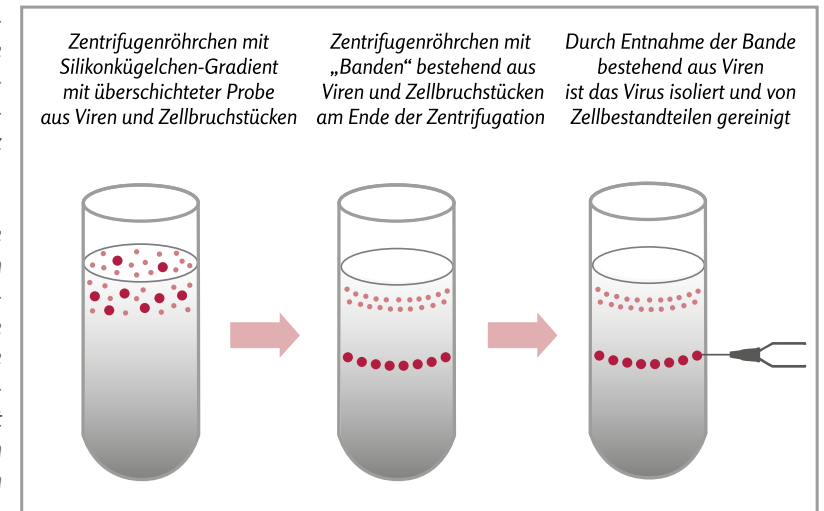 Zentrifugenröhrchen mit
Silikonkügelchen-Gradient
mit überschichteter Probe
aus Viren und Zellbruchstücken
Zentrifugenröhrchen mit
„Banden“ bestehend aus
Viren und Zellbruchstücken
am Ende der Zentrifugation
Durch Entnahme der Bande
bestehend aus Viren
ist das Virus isoliert und von
Zellbestandteilen gereinigt